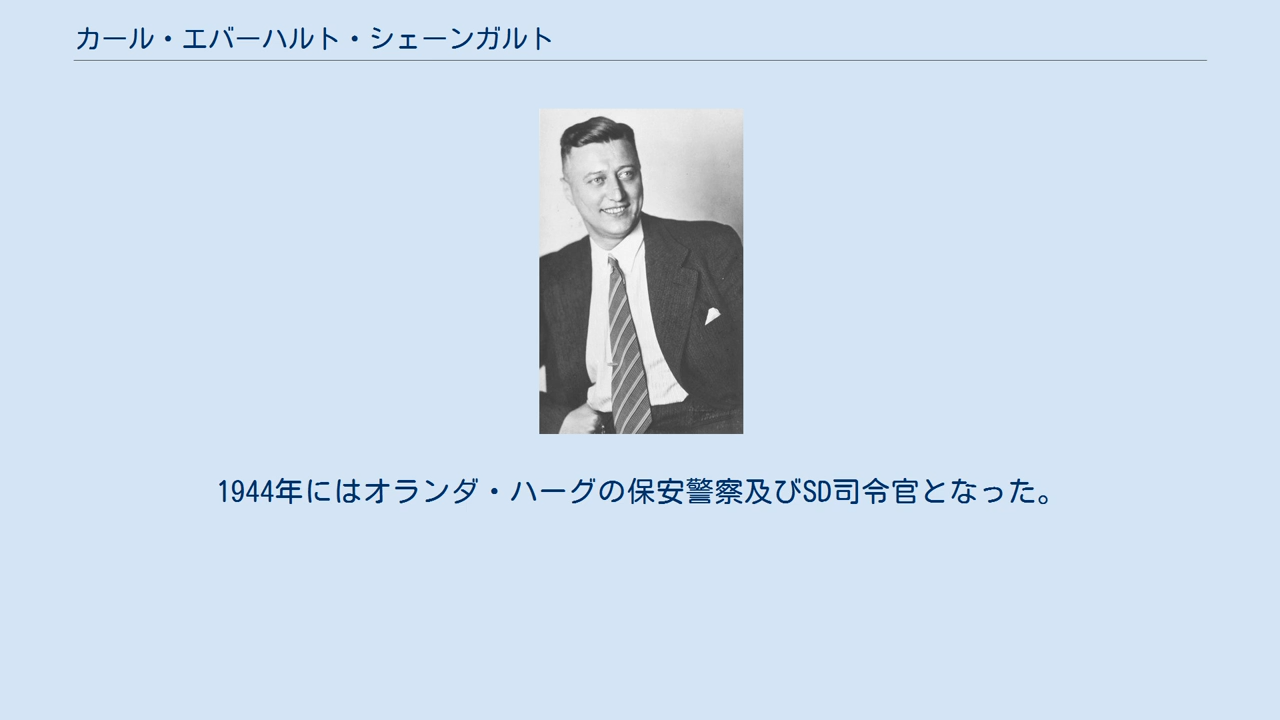 カール・エバーハルト・シェーンガルト
1944年にはオランダ・ハーグの保安警察及びSD司令官となった。